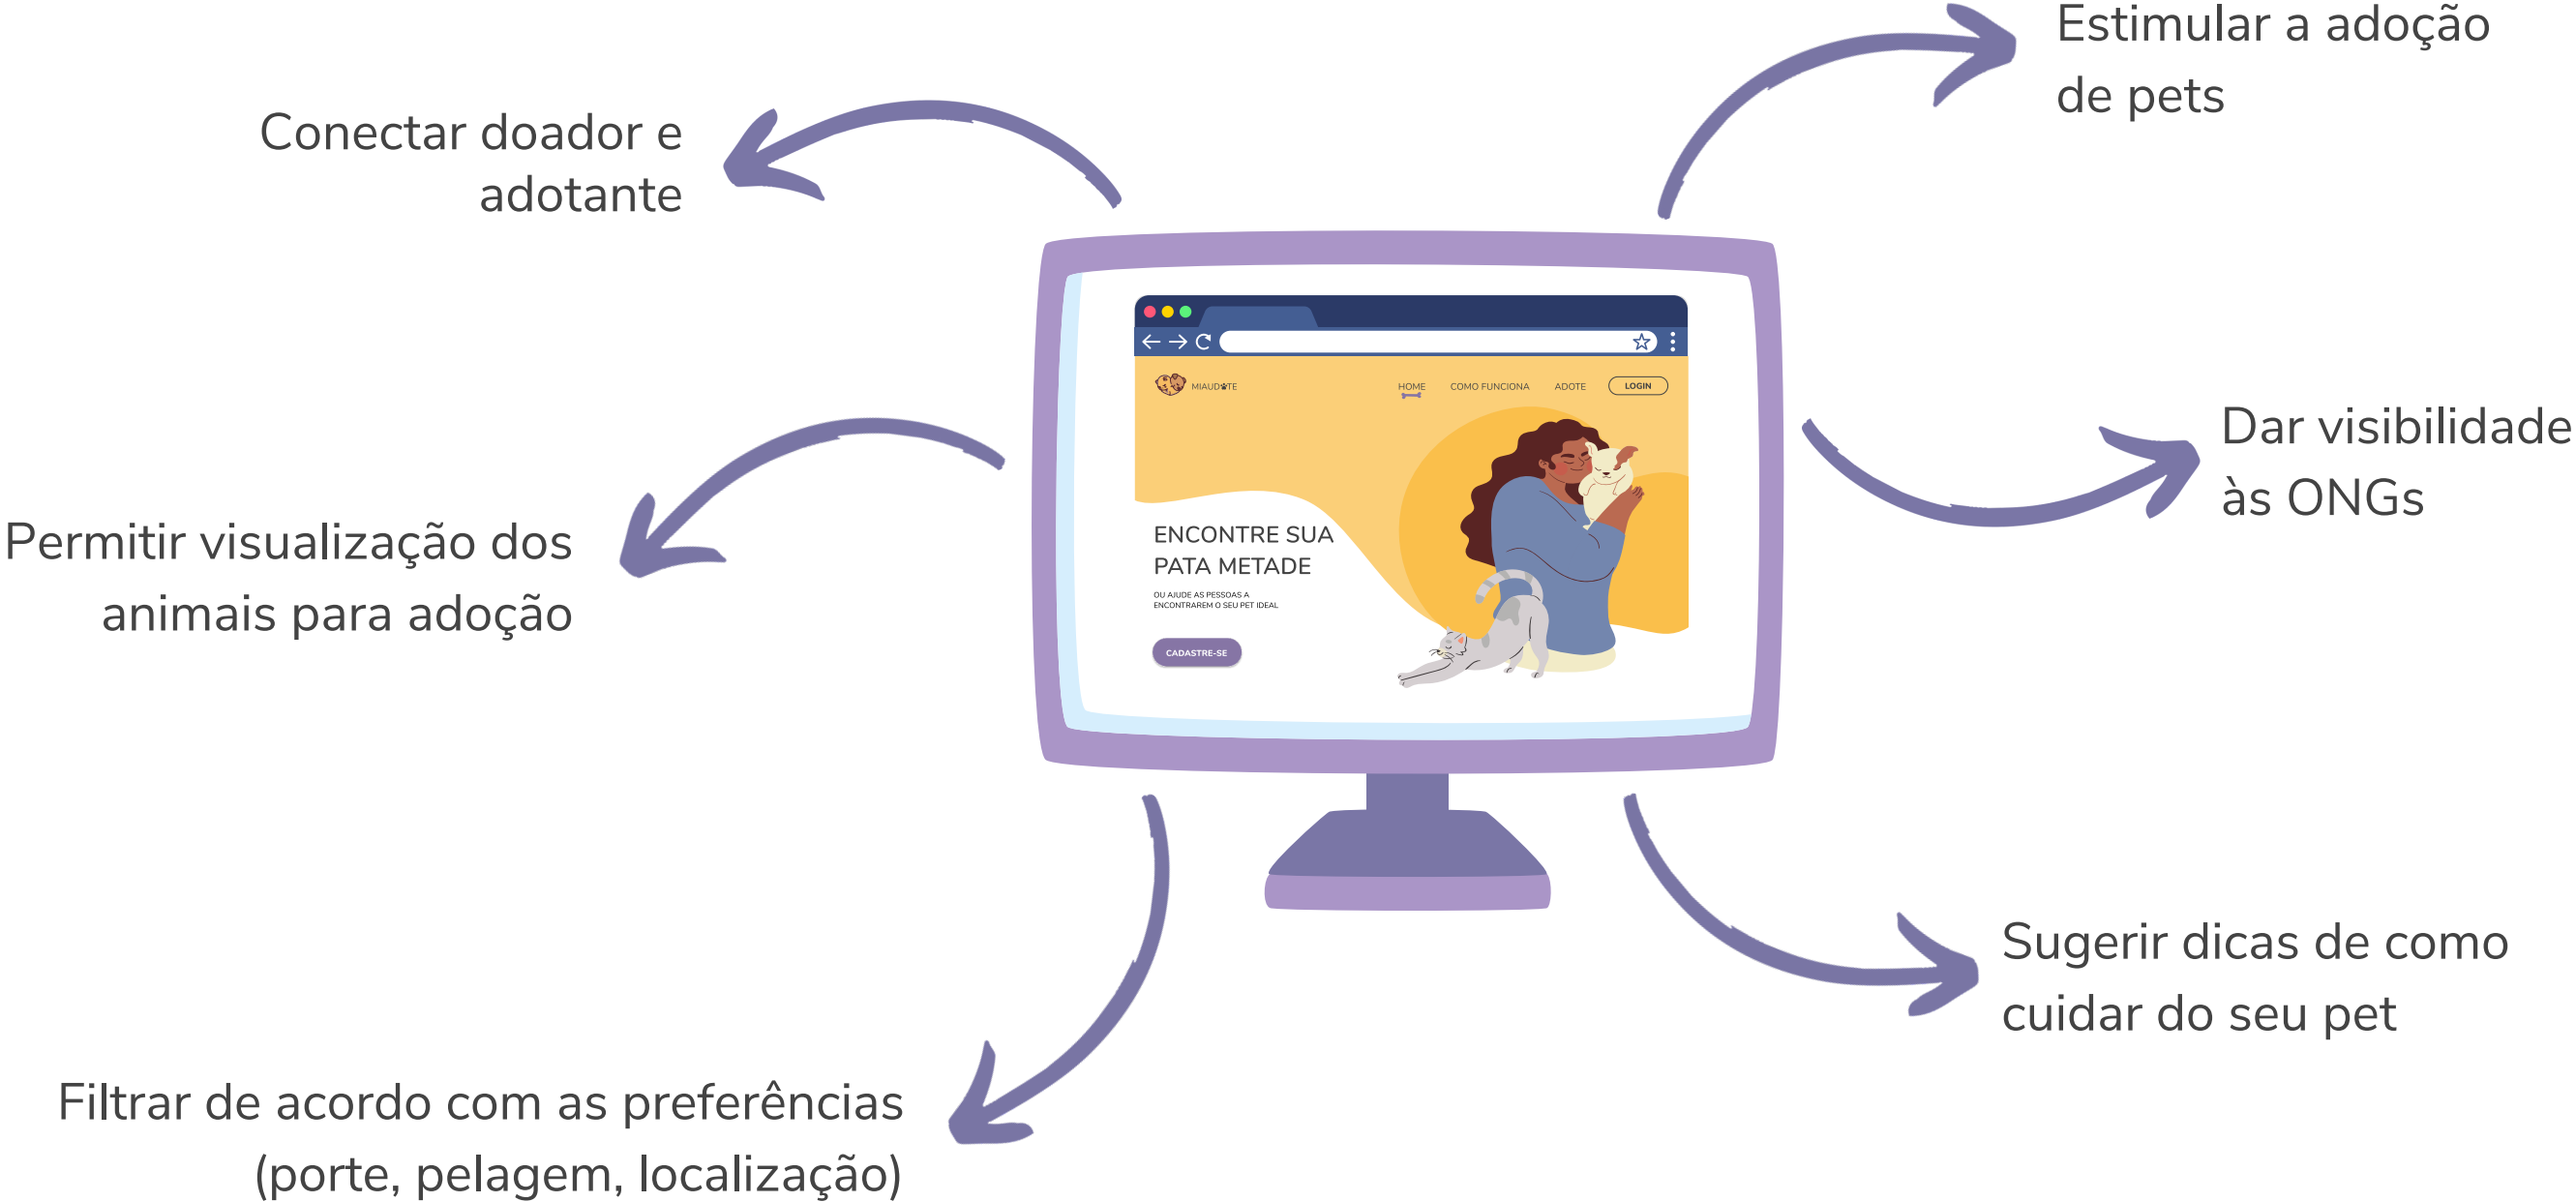 Estimular a adoção
de pets
Conectar doador e
adotante
MIAUDOTE
HOME
COMO FUNCIONA
ADOTE
LOGIN
Dar visibilidade
às ONGs
Permitir visualização dos
animais para adoção
ENCONTRE SUA
PATA METADE
OU AJUDE AS PESSOAS A
ENCONTRAREM O SEU PET IDEAL
CADASTRE-SE
Sugerir dicas de como
cuidar do seu pet
Filtrar de acordo com as preferências
(porte, pelagem, localização)